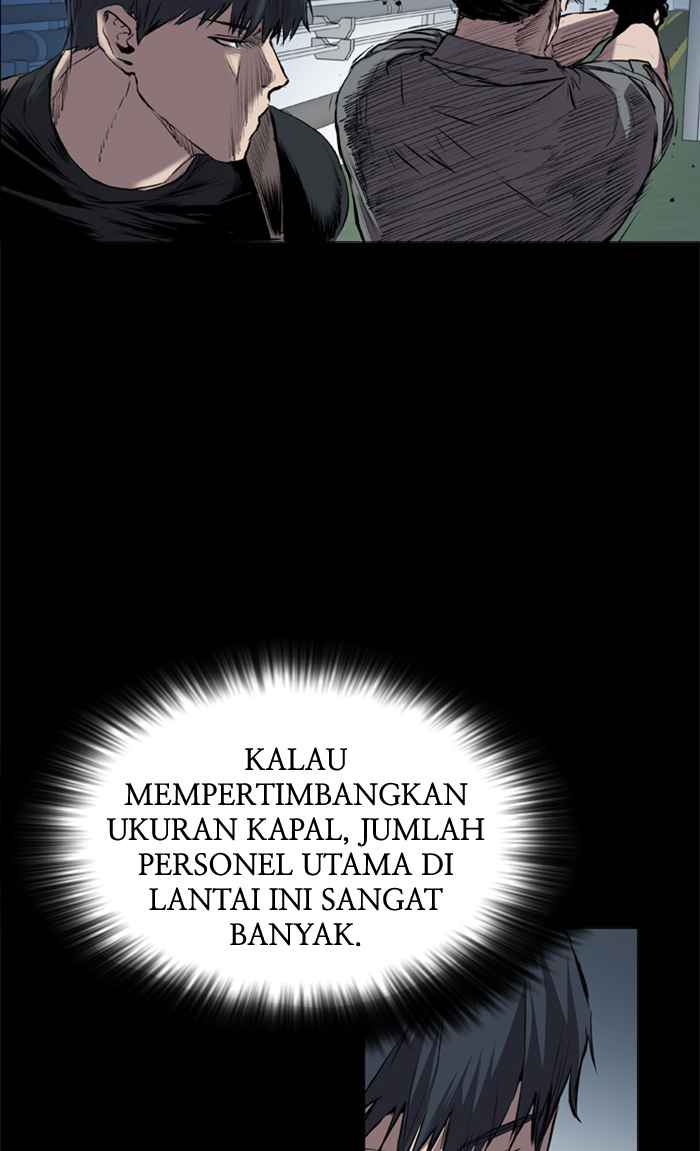 KALAU
MEMPERTIMBANGKAN
UKURAN KAPAL, JUMLAH
PERSONEL UTAMA DI
LANTAI INI SANGAT
BANYAK.